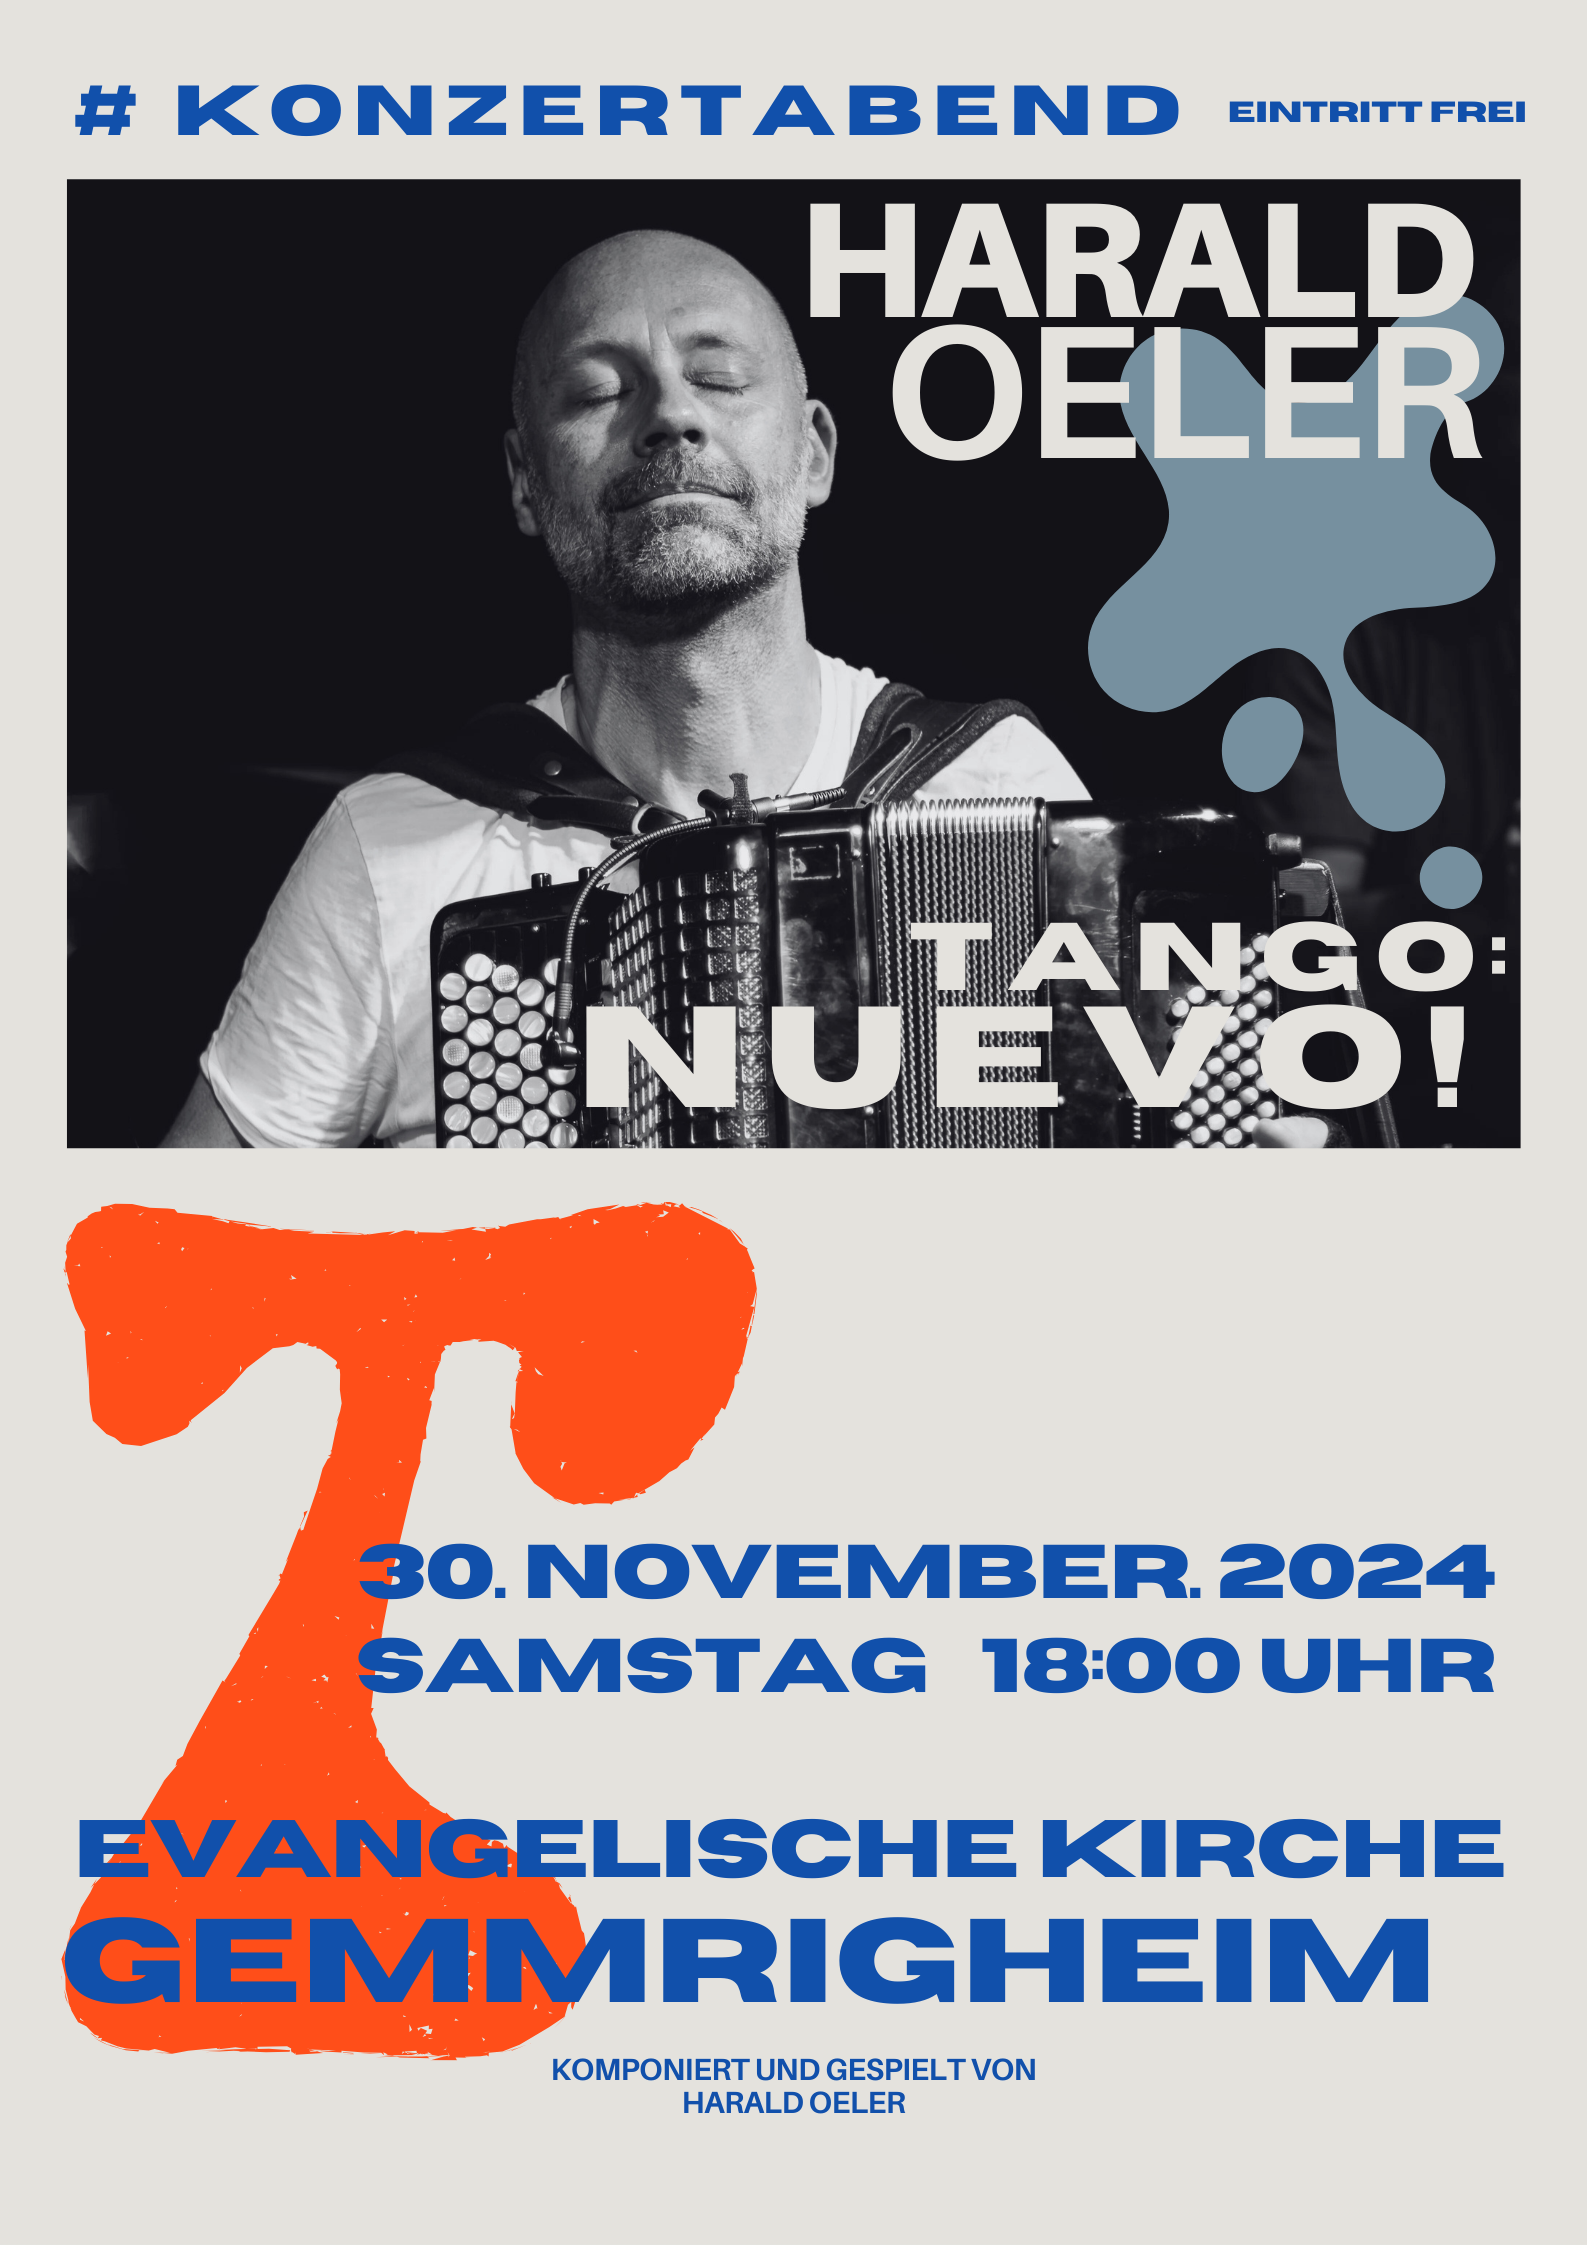 # KONZERTABEND EINTRITT FREI
HARALD
OELER
TANGO:
NUEVO!
T
30. NOVEMBER. 2024
SAMSTAG 18:00 UHR
EVANGELISCHE KIRCHE
GEMMRIGHEIM
KOMPONIERT UND GESPIELT VON
HARALD OELER